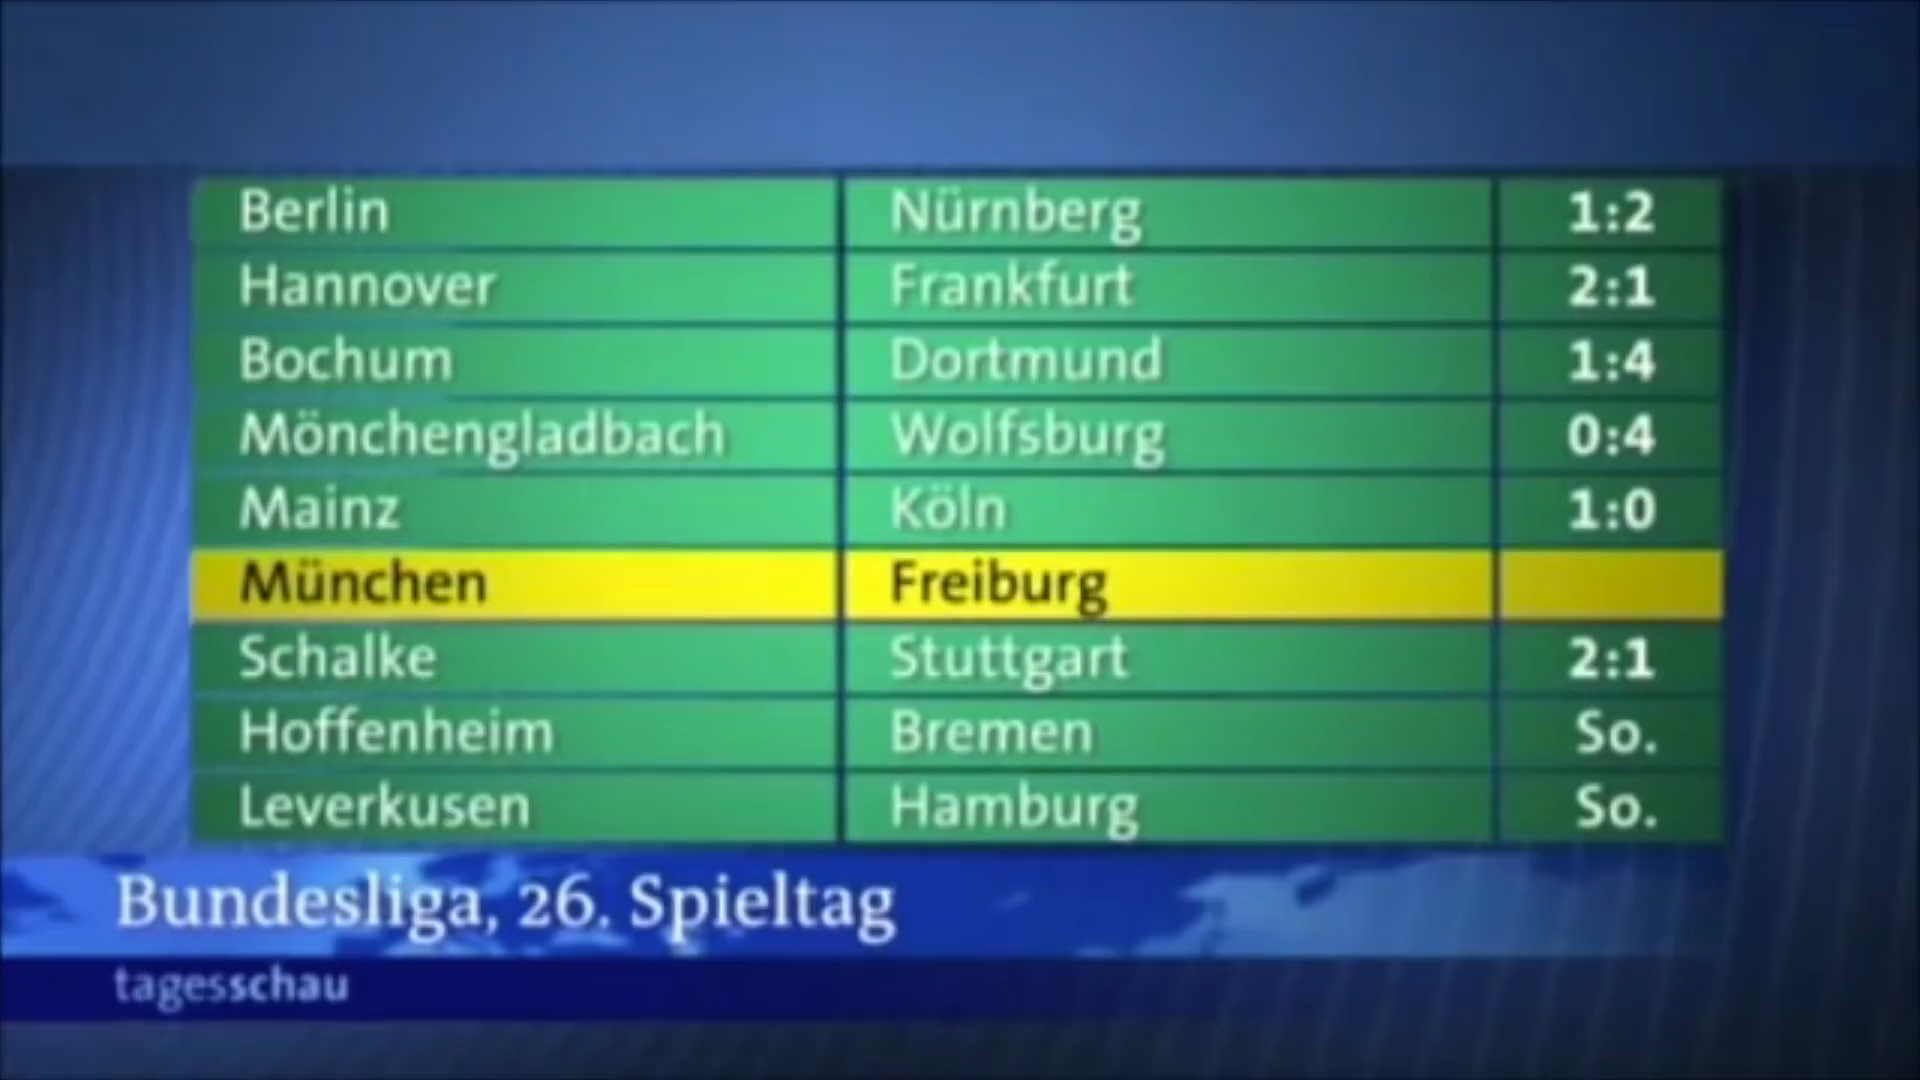 Berlin Nürnberg 1:2
Hannover Frankfurt 2:1
Bochum Dortmund 1:4
Mönchengladbach Wolfsburg 0:4
Mainz Köln 1:0
München Freiburg
Schalke Stuttgart 2:1
Hoffenheim Bremen So.
Leverkusen Hamburg So.
Bundesliga, 26. Spieltag
tagesschau